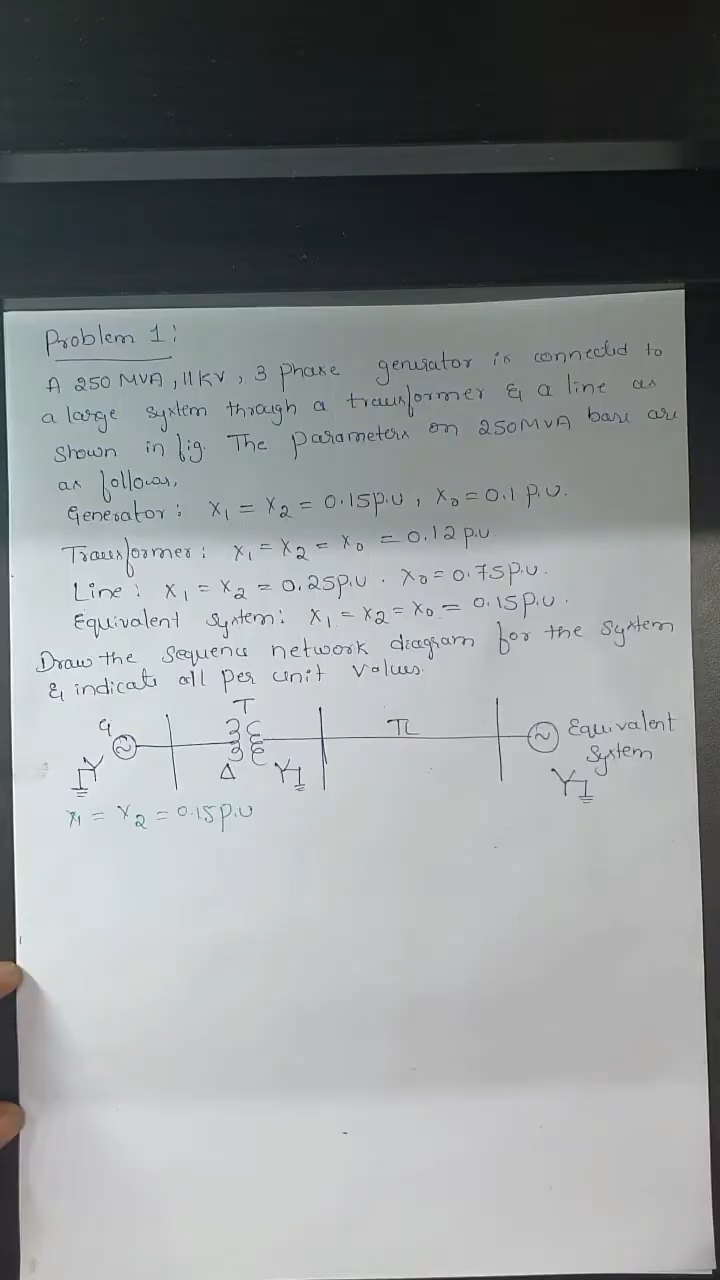 Problem 1:
A 250 MVA, 11KV, 3 phase generator is connected to
a large system through a transformer & a line as
shown in fig. The parameters on 250MVA base are
as follows,
Generator: X1 = X2 = 0.15p.u, X0 = 0.1 p.u.
Transformer: X1 = X2 = X0 = 0.12 p.u.
Line: X1 = X2 = 0.25p.u. X0 = 0.75p.u.
Equivalent system: X1 = X2 = X0 = 0.15p.u.
Draw the sequence network diagram for the system
& indicate all per unit values.
G T TL Equivalent
System
Δ
X1 = X2 = 0.15p.u